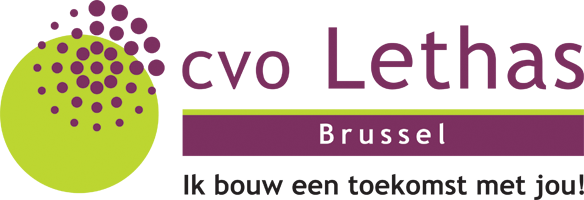 cvo Lethas
Brussel
Ik bouw een toekomst met jou!